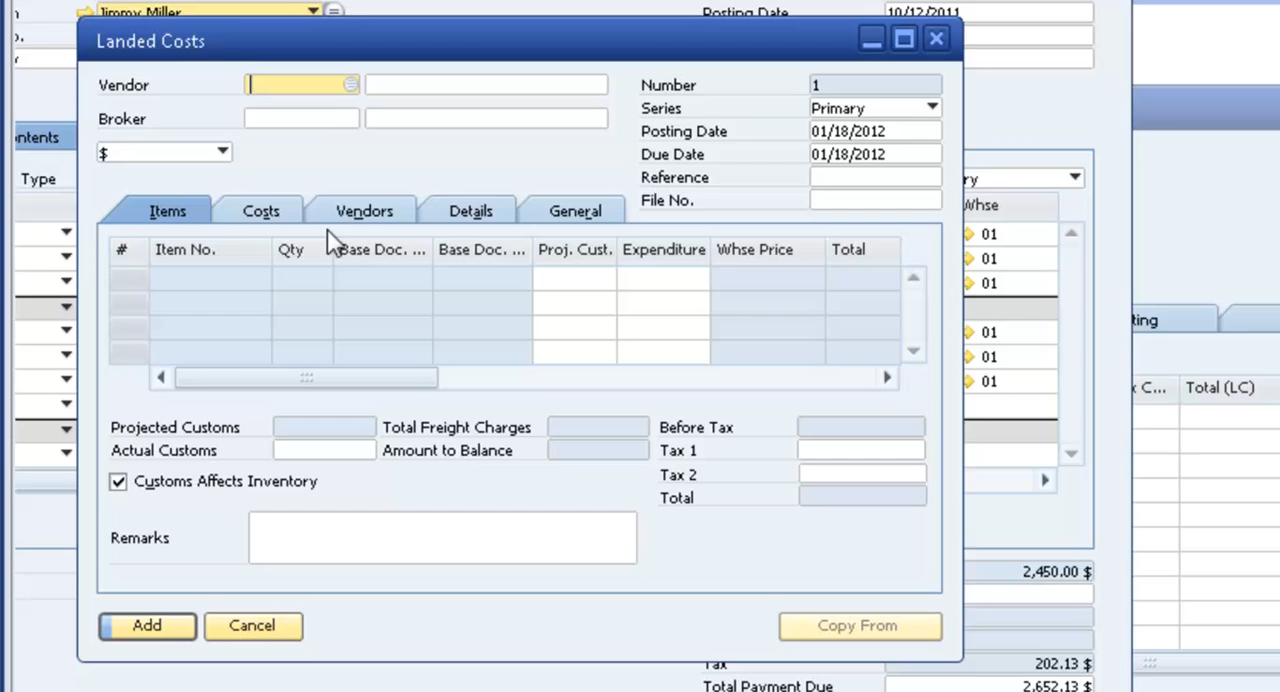 Jimmy Miller
Posting Date 10/12/2011
Landed Costs
Vendor
Number 1
Broker
Series Primary
$
Posting Date 01/18/2012
Due Date 01/18/2012
Reference
File No.
ontents
Type
ry
Whse
Items Costs Vendors Details General
# Item No. Qty Base Doc. ... Base Doc. ... Proj. Cust. Expenditure Whse Price Total
01
01
01
01
01
01
ting
C... Total (LC)
Projected Customs Total Freight Charges Before Tax
Actual Customs Amount to Balance Tax 1
Customs Affects Inventory
Tax 2
Total
Remarks
2,450.00 $
Add Cancel Copy From
Tax 202.13 $
Total Payment Due 2,652.13 $